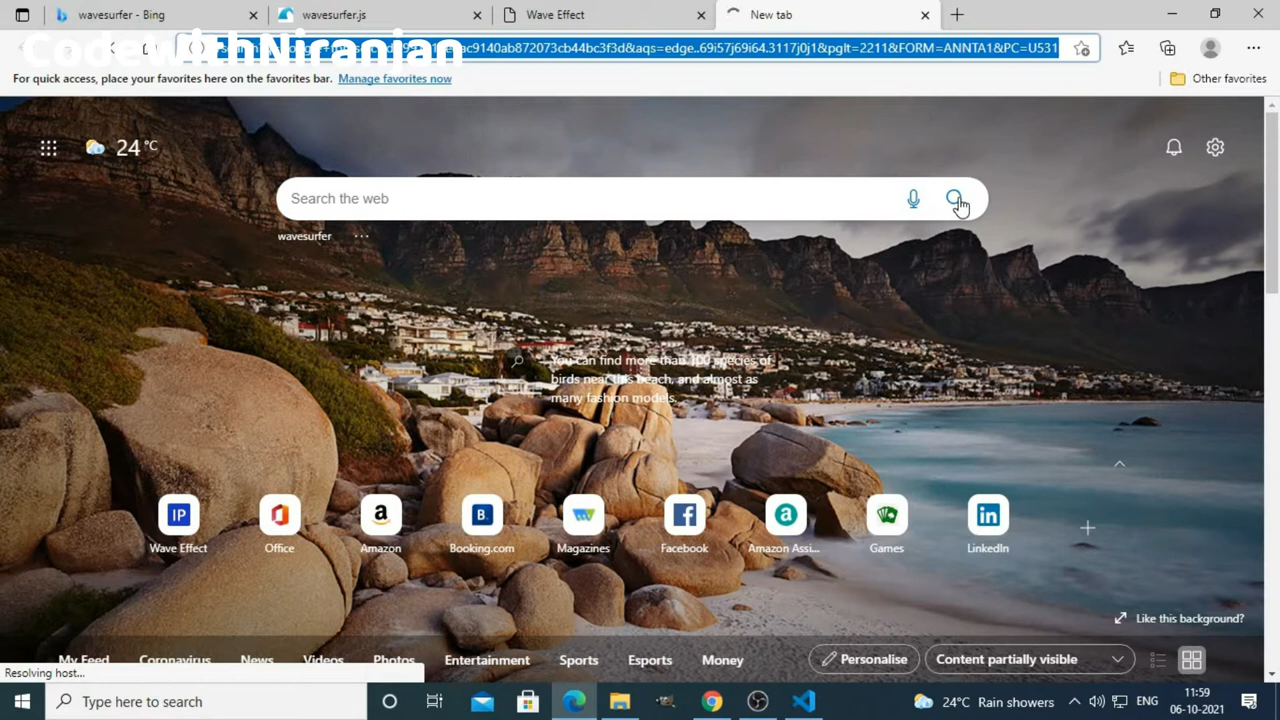 wavesurfer - Bing
wavesurfer.js
Wave Effect
New tab
CodeWithNiranjan
ac9140ab872073cb44bc3f3d&aqs=edge..69i57j69i64.3117j0j1&pglt=2211&FORM=ANNTA1&PC=U531
For quick access, place your favorites here on the favorites bar. Manage favorites now
Other favorites
24 °C
Search the web
wavesurfer ...
You can find more than 100 species of
birds near this beach, and almost as
many fashion models.
IP
a
B.
a
in
Wave Effect
Office
Amazon
Booking.com
Magazines
Facebook
Amazon Assi...
Games
LinkedIn
Like this background?
My Feed
Coronavirus
News
Videos
Photos
Entertainment
Sports
Esports
Money
Personalise
Content partially visible
Resolving host...
Type here to search
24°C Rain showers
ENG
11:59
06-10-2021